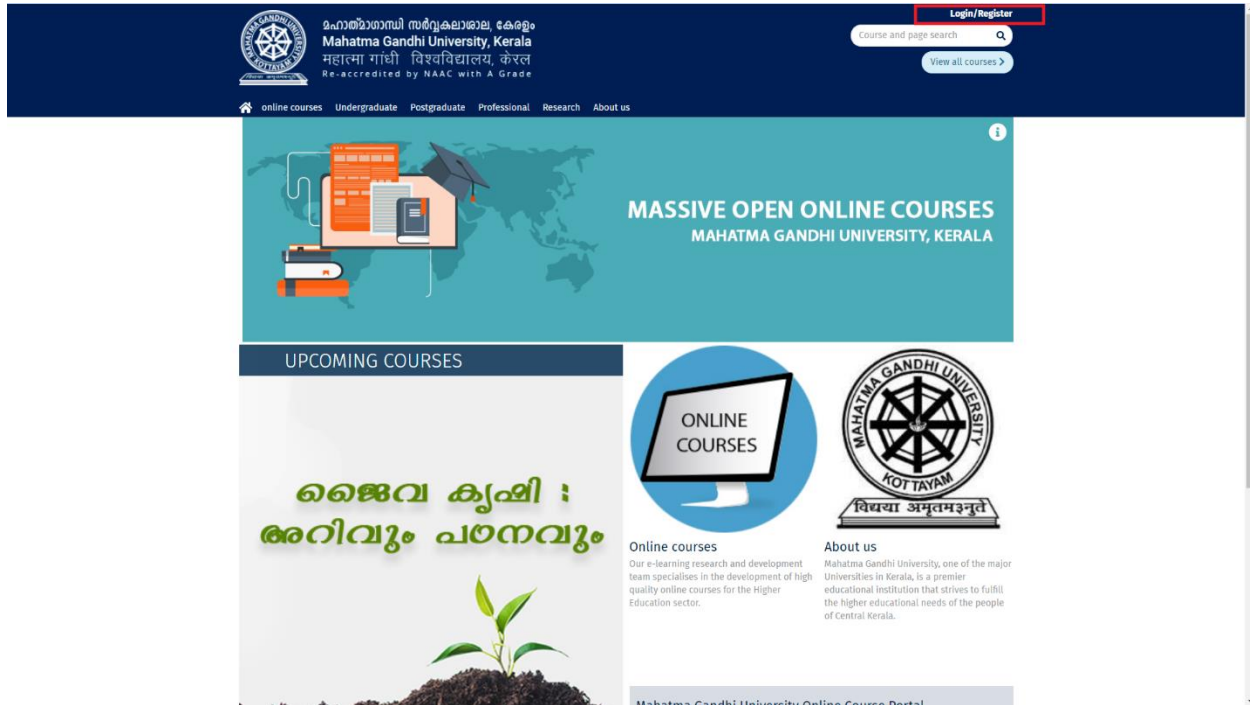 മഹാത്മാഗാന്ധി സർവ്വകലാശാല, കേരളം
Mahatma Gandhi University, Kerala
महात्मा गांधी विश्वविद्यालय, केरल
Re-accredited by NAAC with A Grade
Login/Register
Course and page search
View all courses
online courses Undergraduate Postgraduate Professional Research About us
MASSIVE OPEN ONLINE COURSES
MAHATMA GANDHI UNIVERSITY, KERALA
UPCOMING COURSES
ജൈവ കൃഷി :
അറിവും പഠനവും
ONLINE
COURSES
Online courses
Our e-learning research and development
team specialises in the development of high
quality online courses for the Higher
Education sector.
MAHATMA GANDHI UNIVERSITY
KOTTAYAM
विद्यया अमृतमश्नुते
About us
Mahatma Gandhi University, one of the major
Universities in Kerala, is a premier
educational institution that strives to fulfill
the higher educational needs of the people
of Central Kerala.
Mahatma Gandhi University Online Course Portal